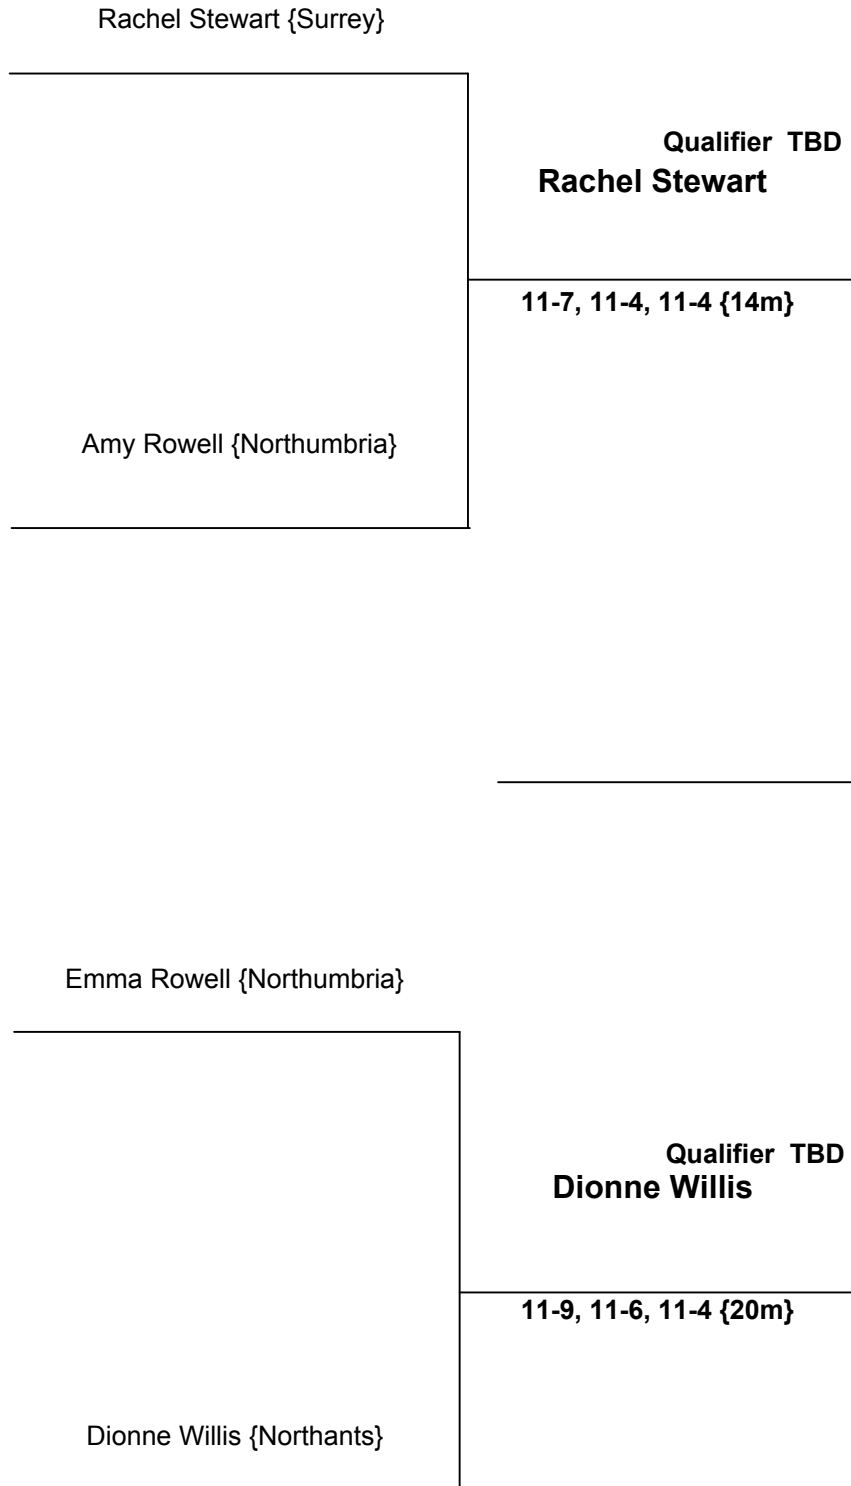 Rachel Stewart {Surrey}
Qualifier TBD
Rachel Stewart
11-7, 11-4, 11-4 {14m}
Amy Rowell {Northumbria}
Emma Rowell {Northumbria}
Qualifier TBD
Dionne Willis
11-9, 11-6, 11-4 {20m}
Dionne Willis {Northants}